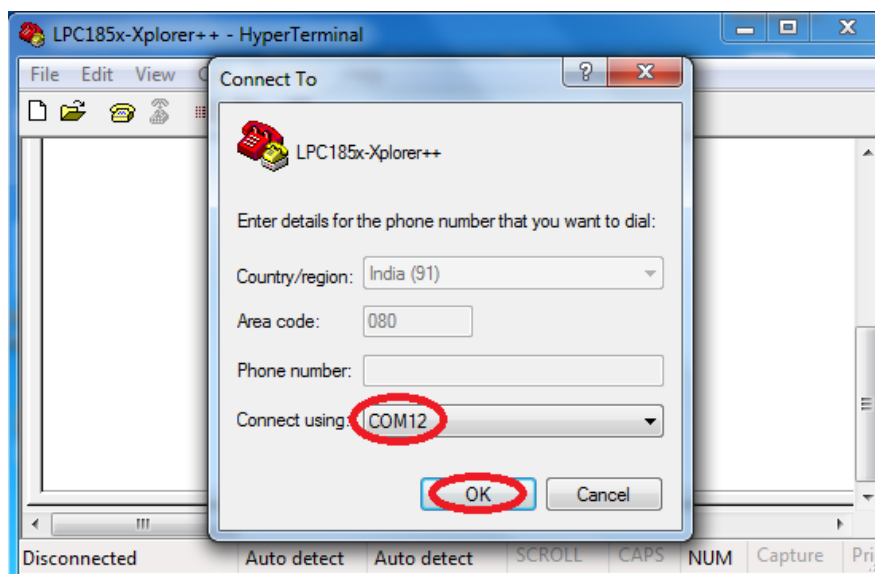 LPC185x-Xplorer++ - HyperTerminal
File Edit View
Connect To
LPC185x-Xplorer++
Enter details for the phone number that you want to dial:
Country/region: India (91)
Area code: 080
Phone number:
Connect using: COM12
OK Cancel
Disconnected Auto detect Auto detect SCROLL CAPS NUM Capture